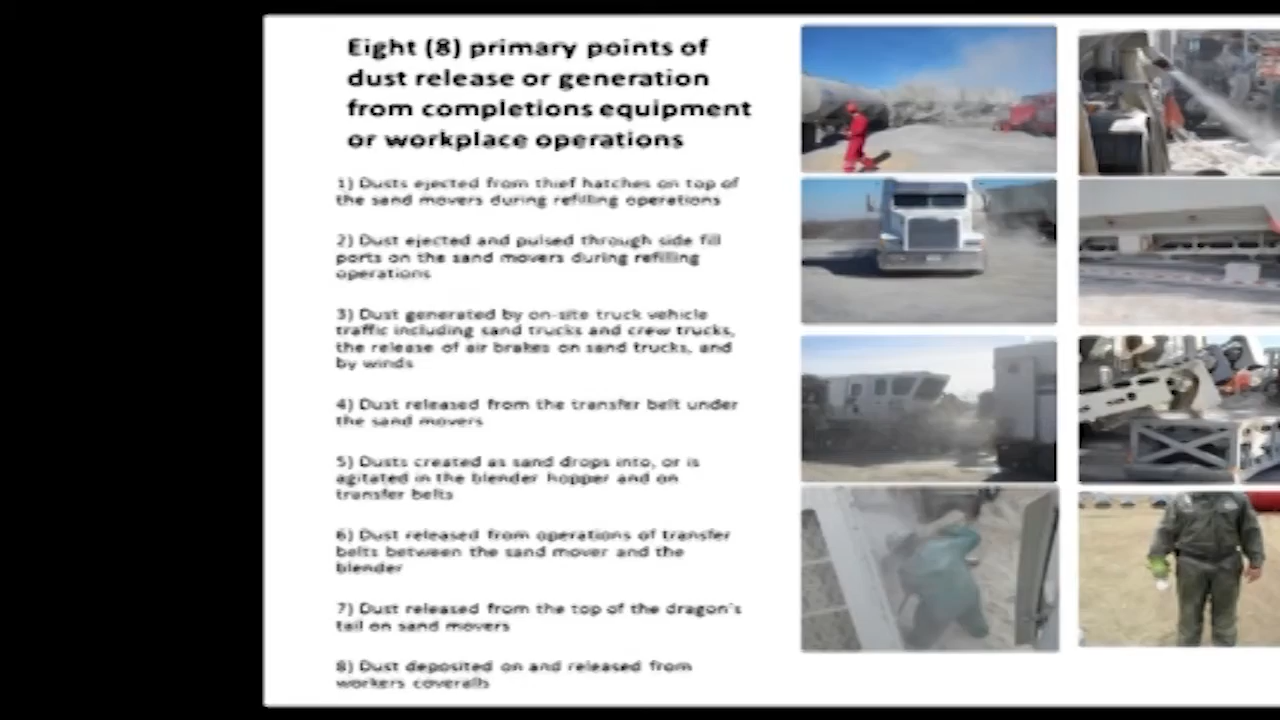 Eight (8) primary points of
dust release or generation
from completions equipment
or workplace operations
1) Dusts ejected from thief hatches on top of
the sand movers during refilling operations
2) Dust ejected and pulsed through side fill
ports on the sand movers during refilling
operations
3) Dust generated by on-site truck vehicle
traffic including sand trucks and crew trucks,
the release of air brakes on sand trucks, and
by winds
4) Dust released from the transfer belt under
the sand movers
5) Dusts created as sand drops into, or is
agitated in the blender hopper and on
transfer belts
6) Dust released from operations of transfer
belts between the sand mover and the
blender
7) Dust released from the top of the dragon's
tail on sand movers
8) Dust deposited on and released from
workers coveralls